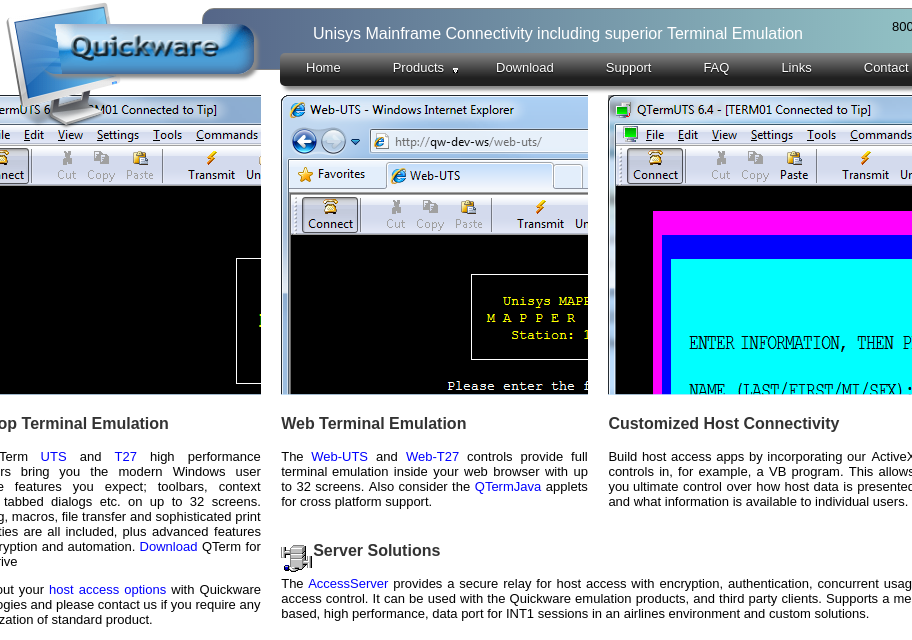 Quickware
Unisys Mainframe Connectivity including superior Terminal Emulation
800
Home Products Download Support FAQ Links Contact
TERM01 Connected to Tip]
Edit View Settings Tools Commands
Cut Copy Paste Transmit
Web-UTS - Windows Internet Explorer
http://qw-dev-ws/web-uts/
Favorites Web-UTS
Connect Cut Copy Paste Transmit
Unisys MAPP
M A P P E R
Station: 1
Please enter the f
QTermUTS 6.4 - [TERM01 Connected to Tip]
File Edit View Settings Tools Commands
Connect Cut Copy Paste Transmit
ENTER INFORMATION, THEN P
NAME (LAST/FIRST/MI/SFX):
op Terminal Emulation
Term UTS and T27 high performance
rs bring you the modern Windows user
e features you expect; toolbars, context
tabbed dialogs etc. on up to 32 screens.
g, macros, file transfer and sophisticated print
ties are all included, plus advanced features
ryption and automation. Download QTerm for
rive
out your host access options with Quickware
ogies and please contact us if you require any
zation of standard product.
Web Terminal Emulation
The Web-UTS and Web-T27 controls provide full
terminal emulation inside your web browser with up
to 32 screens. Also consider the QTermJava applets
for cross platform support.
Customized Host Connectivity
Build host access apps by incorporating our ActiveX
controls in, for example, a VB program. This allows
you ultimate control over how host data is presented
and what information is available to individual users.
Server Solutions
The AccessServer provides a secure relay for host access with encryption, authentication, concurrent usag
access control. It can be used with the Quickware emulation products, and third party clients. Supports a me
based, high performance, data port for INT1 sessions in an airlines environment and custom solutions.